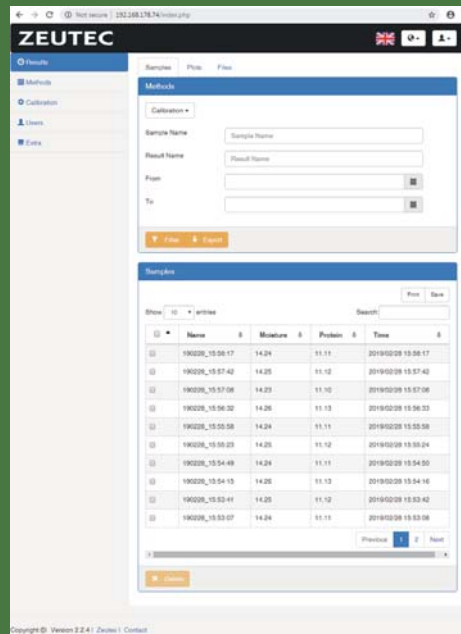 Not secure | 192.168.178.74/index.php
ZEUTEC
Results
Methods
Calibration
Users
Extra
Samples Plots Files
Methods
Calibration
Sample Name Sample Name
Result Name Result Name
From
To
Filter Export
Samples
Print Save
Show 10 entries Search:
Name Moisture Protein Time
190228_15:58:17 14.24 11.11 2019/02/28 15:58:17
190228_15:57:42 14.25 11.12 2019/02/28 15:57:42
190228_15:57:08 14.23 11.10 2019/02/28 15:57:08
190228_15:56:32 14.26 11.13 2019/02/28 15:56:33
190228_15:55:58 14.24 11.11 2019/02/28 15:55:58
190228_15:55:23 14.25 11.12 2019/02/28 15:55:24
190228_15:54:49 14.24 11.11 2019/02/28 15:54:50
190228_15:54:15 14.26 11.13 2019/02/28 15:54:16
190228_15:53:41 14.25 11.12 2019/02/28 15:53:42
190228_15:53:07 14.24 11.11 2019/02/28 15:53:08
Previous 1 2 Next
Delete
Copyright © Version 2.2.4 | Zeutec | Contact